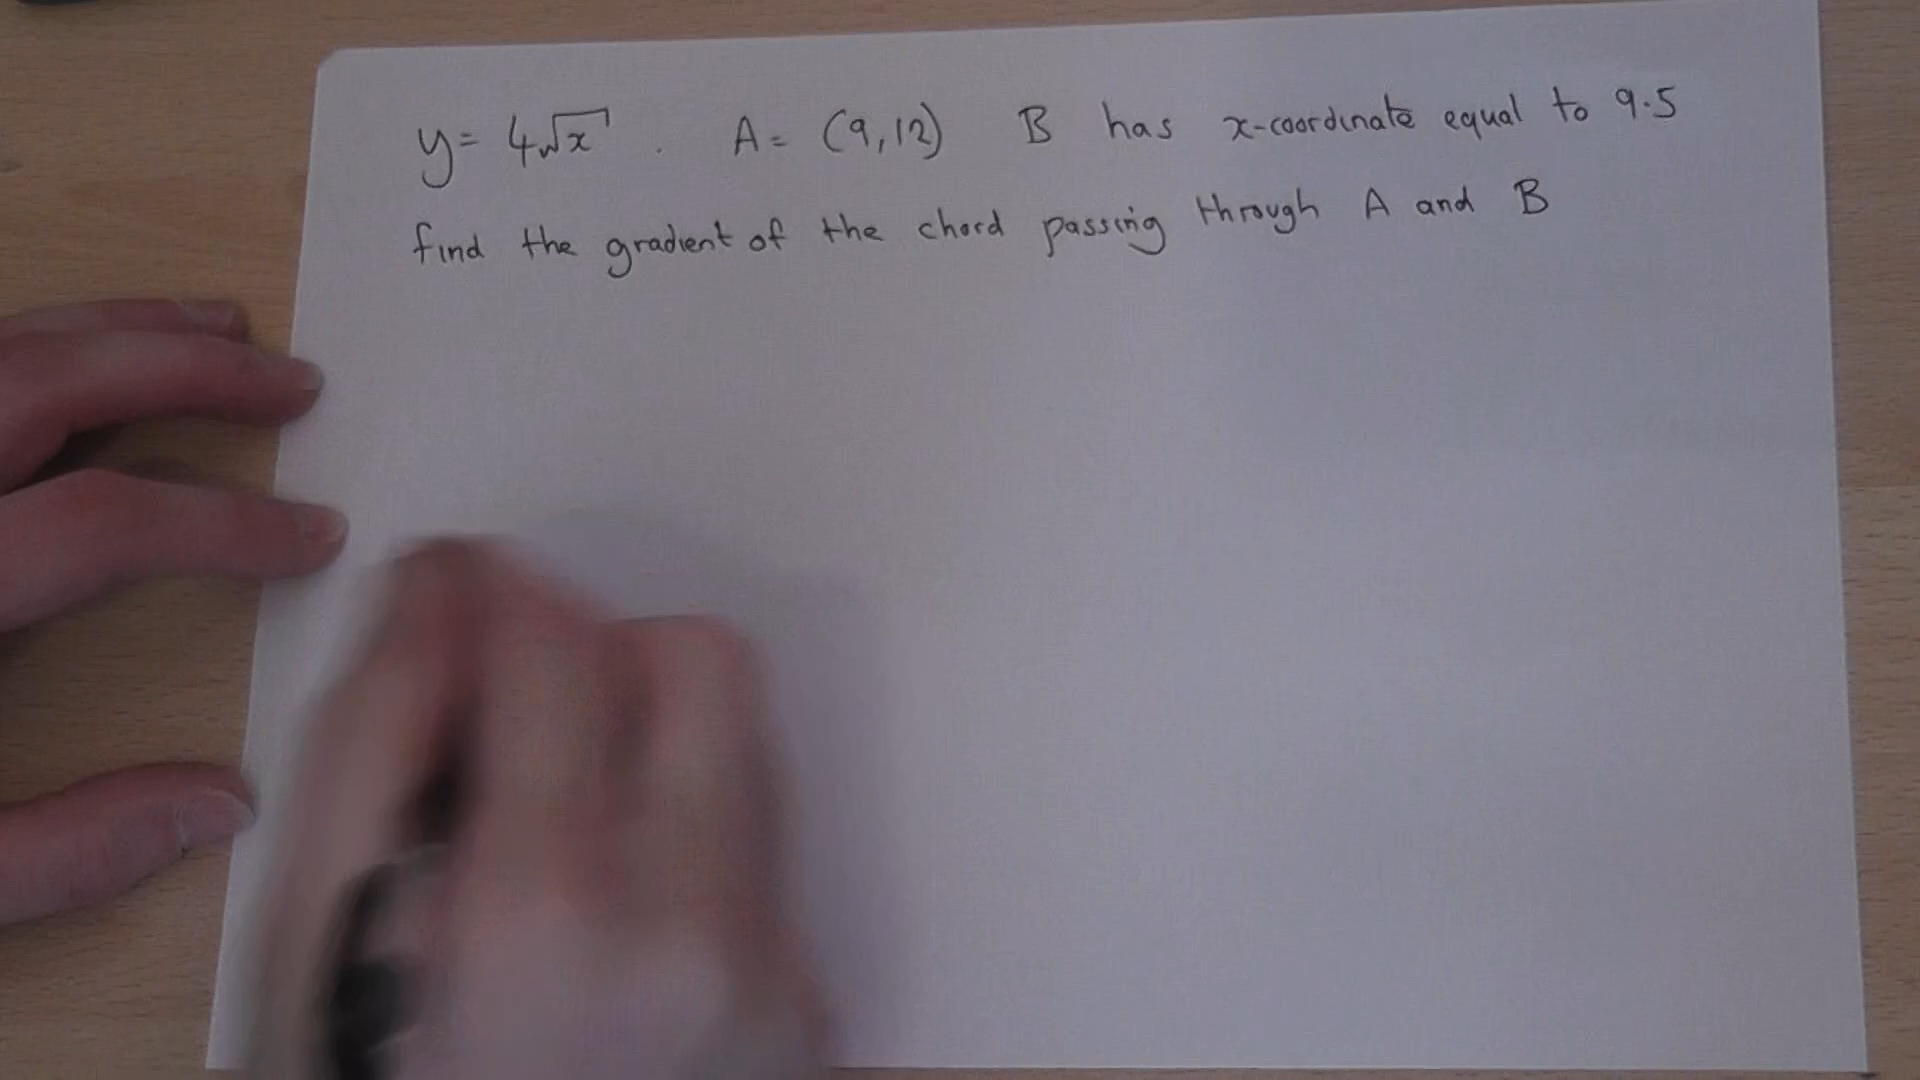 y = 4√x . A = (9,12) B has x-coordinate equal to 9.5
find the gradient of the chord passing through A and B